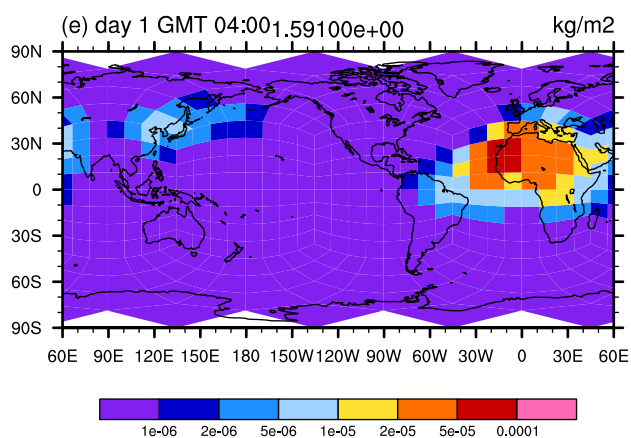 (e) day 1 GMT 04:00 1.59100e+00 kg/m2
90N
60N
30N
0
30S
60S
90S
60E 90E 120E 150E 180 150W 120W 90W 60W 30W 0 30E 60E
1e-06 2e-06 5e-06 1e-05 2e-05 5e-05 0.0001